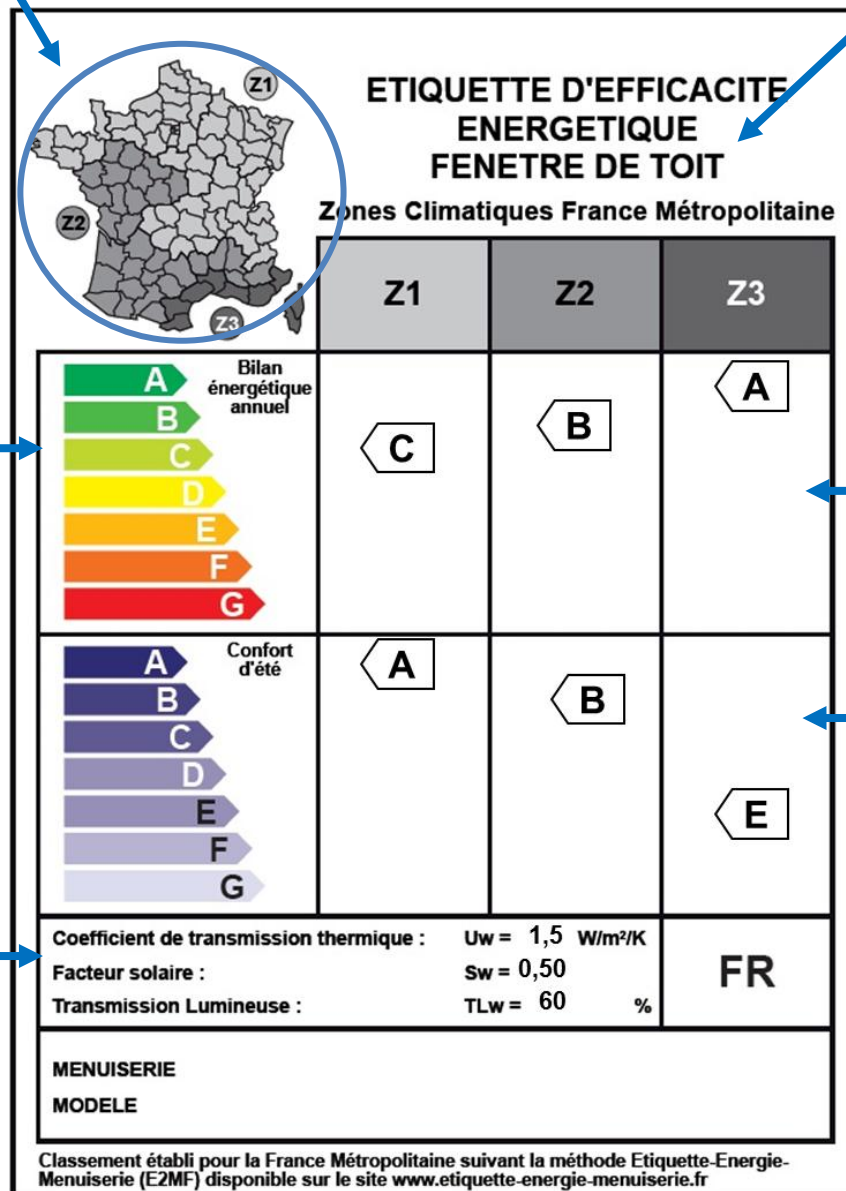 Z1
Z2
Z3
ETIQUETTE D'EFFICACITE
ENERGETIQUE
FENETRE DE TOIT
Zones Climatiques France Métropolitaine
Z1 Z2 Z3
Bilan
énergétique
annuel
A
B
C
D
E
F
G
C
B
A
Confort
d'été
A
B
C
D
E
F
G
A
B
E
Coefficient de transmission thermique : Uw = 1,5 W/m²/K
Facteur solaire : Sw = 0,50
Transmission Lumineuse : TLw = 60 %
FR
MENUISERIE
MODELE
Classement établi pour la France Métropolitaine suivant la méthode Etiquette-Energie-
Menuiserie (E2MF) disponible sur le site www.etiquette-energie-menuiserie.fr